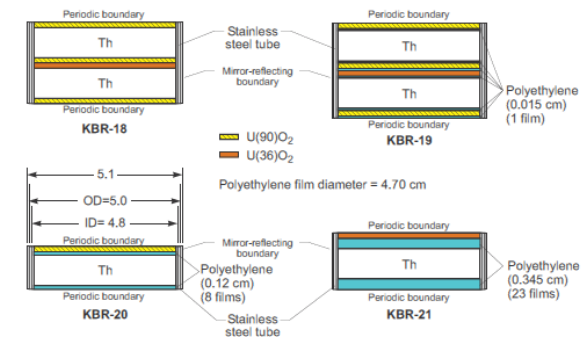 Periodic boundary
Th
Th
Periodic boundary
KBR-18
Stainless
steel tube
Mirror-reflecting
boundary
Periodic boundary
Th
Th
Periodic boundary
KBR-19
Polyethylene
(0.015 cm)
(1 film)
U(90)O₂
U(36)O₂
Polyethylene film diameter = 4.70 cm
5.1
OD=5.0
ID= 4.8
Periodic boundary
Th
Periodic boundary
KBR-20
Mirror-reflecting
boundary
Polyethylene
(0.12 cm)
(8 films)
Stainless
steel tube
Periodic boundary
Th
Periodic boundary
KBR-21
Polyethylene
(0.345 cm)
(23 films)